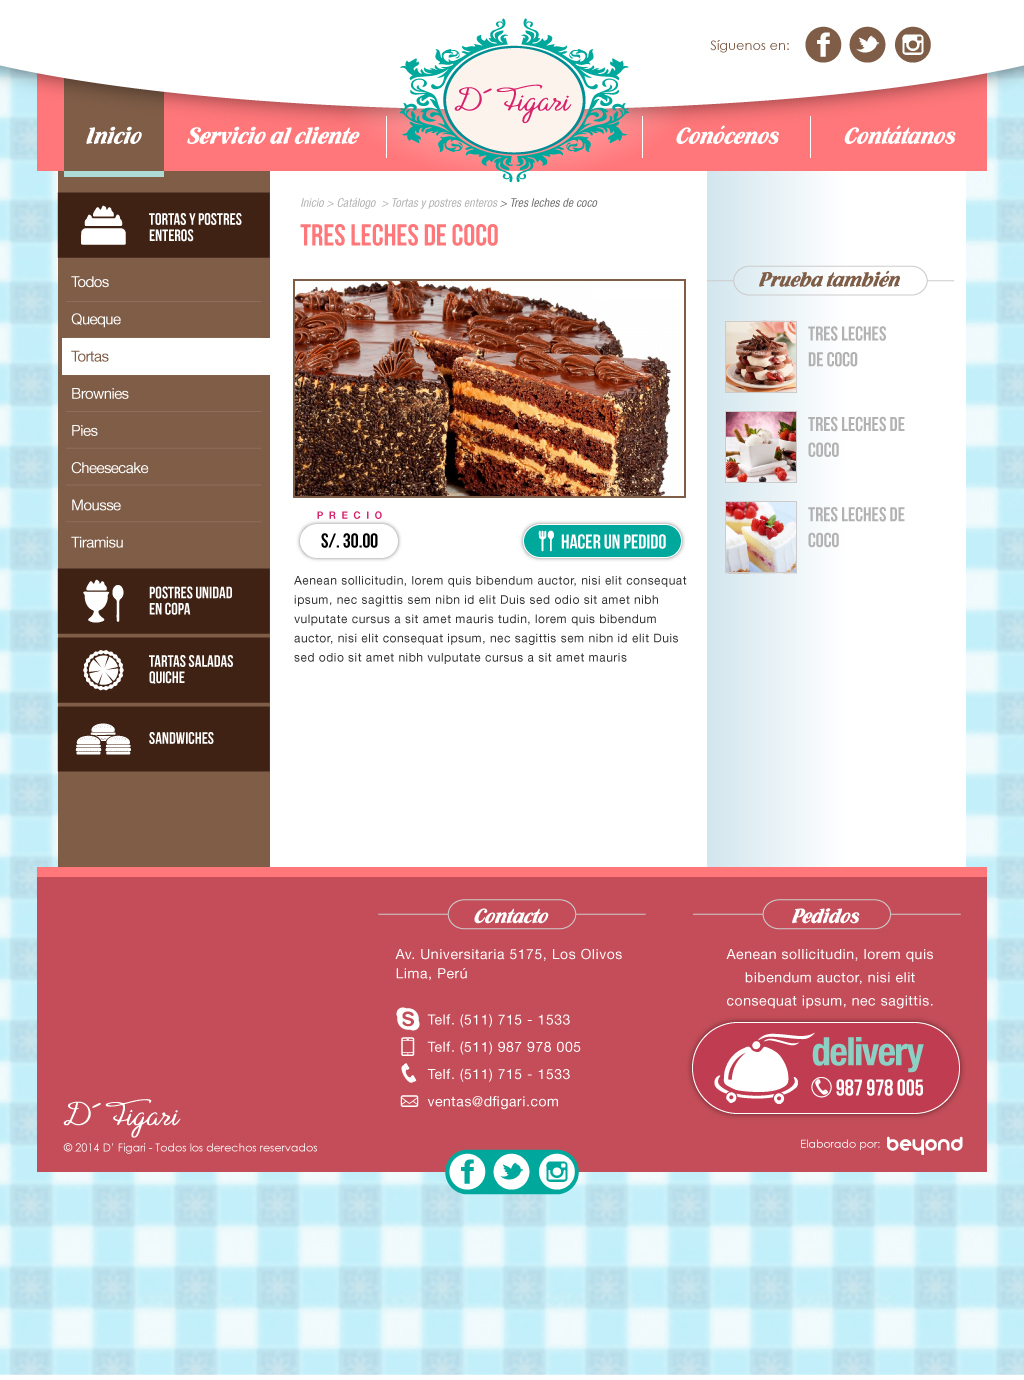 Síguenos en:
D´ Figari
Inicio
Servicio al cliente
Conócenos
Contátanos
TORTAS Y POSTRES
ENTEROS
Todos
Queque
Tortas
Brownies
Pies
Cheesecake
Mousse
Tiramisu
POSTRES UNIDAD
EN COPA
TARTAS SALADAS
QUICHE
SANDWICHES
Inicio > Catálogo > Tortas y postres enteros > Tres leches de coco
TRES LECHES DE COCO
PRECIO
S/. 30.00
HACER UN PEDIDO
Aenean sollicitudin, lorem quis bibendum auctor, nisi elit consequat
ipsum, nec sagittis sem nibn id elit Duis sed odio sit amet nibh
vulputate cursus a sit amet mauris tudin, lorem quis bibendum
auctor, nisi elit consequat ipsum, nec sagittis sem nibn id elit Duis
sed odio sit amet nibh vulputate cursus a sit amet mauris
Prueba también
TRES LECHES
DE COCO
TRES LECHES DE
COCO
TRES LECHES DE
COCO
D´ Figari
© 2014 D' Figari - Todos los derechos reservados
Contacto
Av. Universitaria 5175, Los Olivos
Lima, Perú
Telf. (511) 715 - 1533
Telf. (511) 987 978 005
Telf. (511) 715 - 1533
ventas@dfigari.com
Pedidos
Aenean sollicitudin, lorem quis
bibendum auctor, nisi elit
consequat ipsum, nec sagittis.
delivery
987 978 005
Elaborado por: beyond